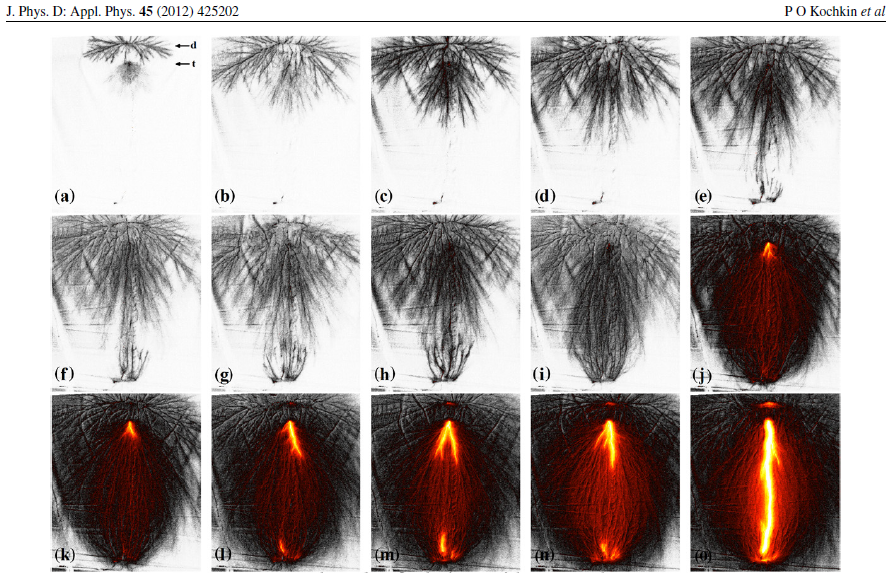 J. Phys. D: Appl. Phys. 45 (2012) 425202 P O Kochkin et al
d
t
(a) (b) (c) (d) (e)
(f) (g) (h) (i) (j)
(k) (l) (m) (n) (o)